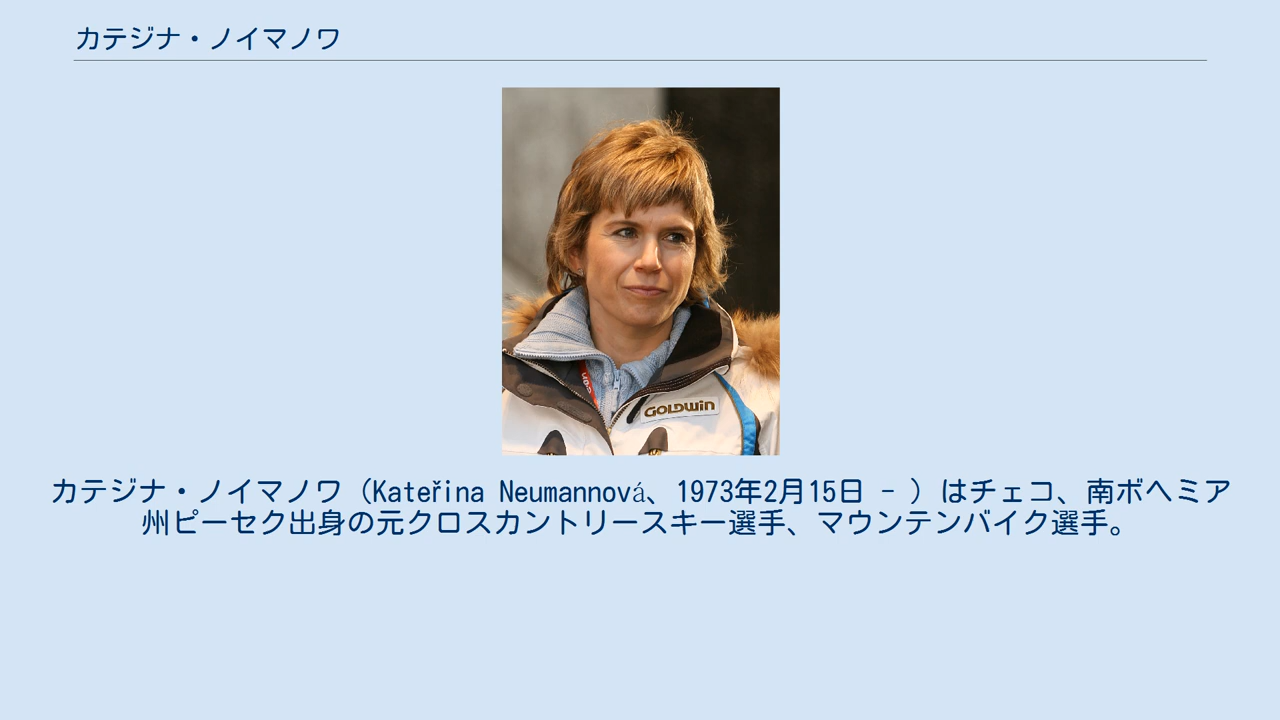 カテジナ・ノイマノワ
GOLDWIN
カテジナ・ノイマノワ（Kateřina Neumannová、1973年2月15日 - ）はチェコ、南ボヘミア
州ピーセク出身の元クロスカントリースキー選手、マウンテンバイク選手。